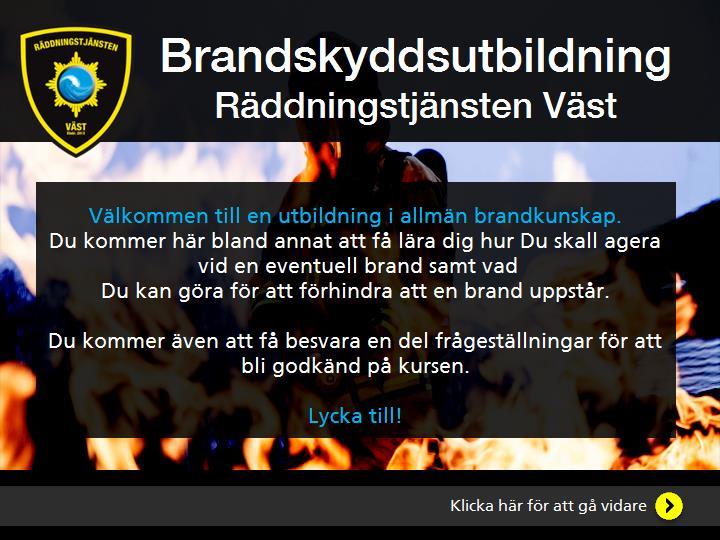 RÄDDNINGSTJÄNSTEN
VÄST
Brandskyddsutbildning
Räddningstjänsten Väst
Välkommen till en utbildning i allmän brandkunskap.
Du kommer här bland annat att få lära dig hur Du skall agera
vid en eventuell brand samt vad
Du kan göra för att förhindra att en brand uppstår.
Du kommer även att få besvara en del frågeställningar för att
bli godkänd på kursen.
Lycka till!
Klicka här för att gå vidare